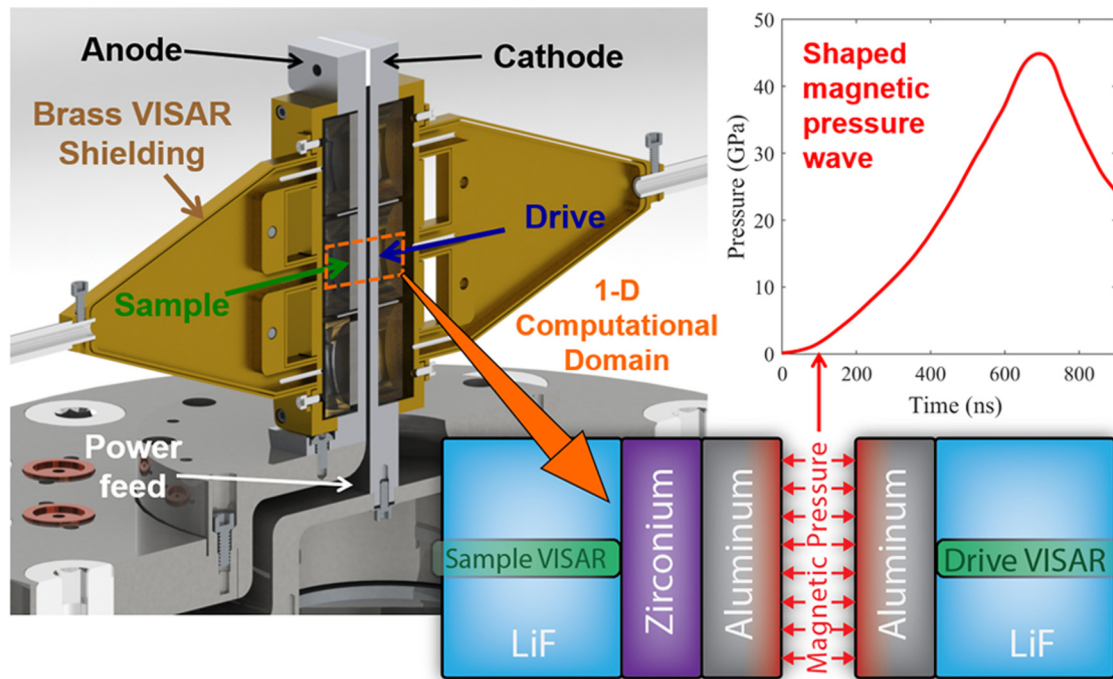 Anode
Cathode
Brass VISAR
Shielding
Drive
Sample
1-D
Computational
Domain
Power
feed
50
40
30
20
10
0
Pressure (GPa)
Shaped
magnetic
pressure
wave
0
200
400
600
800
Time (ns)
Sample VISAR
LiF
Zirconium
Aluminum
Magnetic Pressure
Aluminum
Drive VISAR
LiF